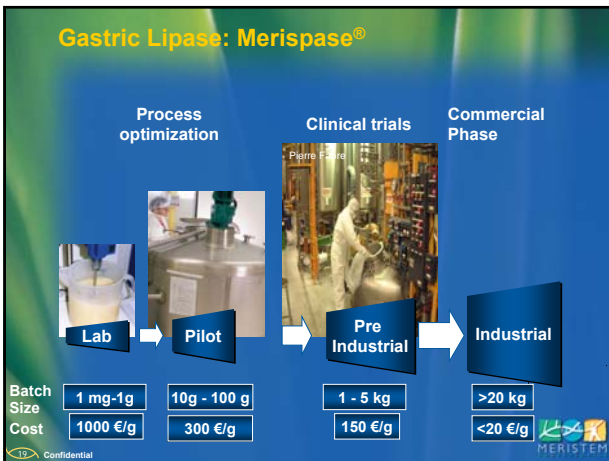 Gastric Lipase: Merispase®
Process
optimization
Clinical trials
Commercial
Phase
Pierre Fabre
Lab
Pilot
Pre
Industrial
Industrial
Batch
Size
1 mg-1g
10g - 100 g
1 - 5 kg
>20 kg
Cost
1000 €/g
300 €/g
150 €/g
<20 €/g
19
Confidential
MERISTEM